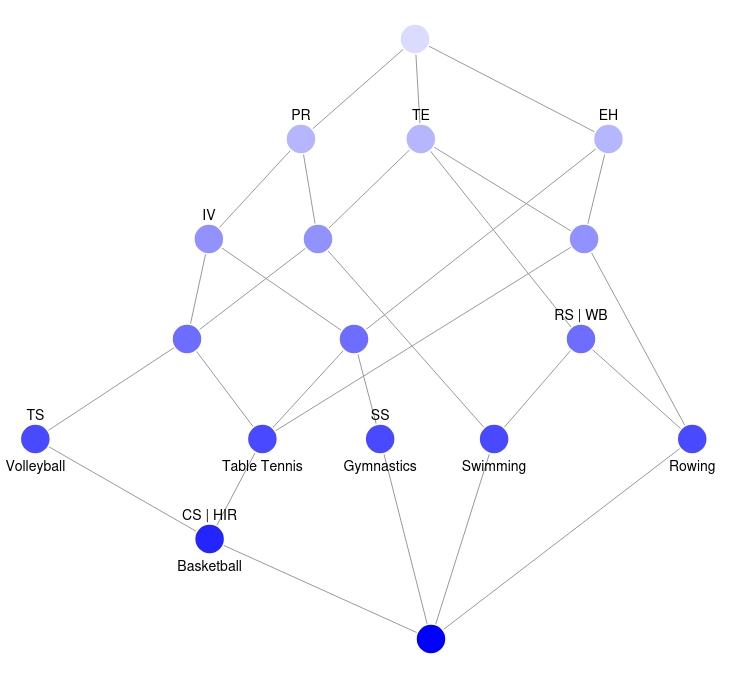 PR
TE
EH
IV
RS | WB
TS
SS
Volleyball
Table Tennis
Gymnastics
Swimming
Rowing
CS | HIR
Basketball